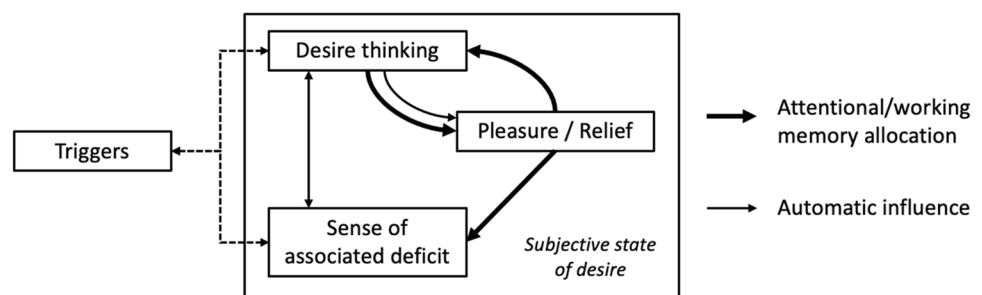 Desire thinking
Pleasure / Relief
Triggers
Sense of
associated deficit
Subjective state
of desire
Attentional/working
memory allocation
Automatic influence